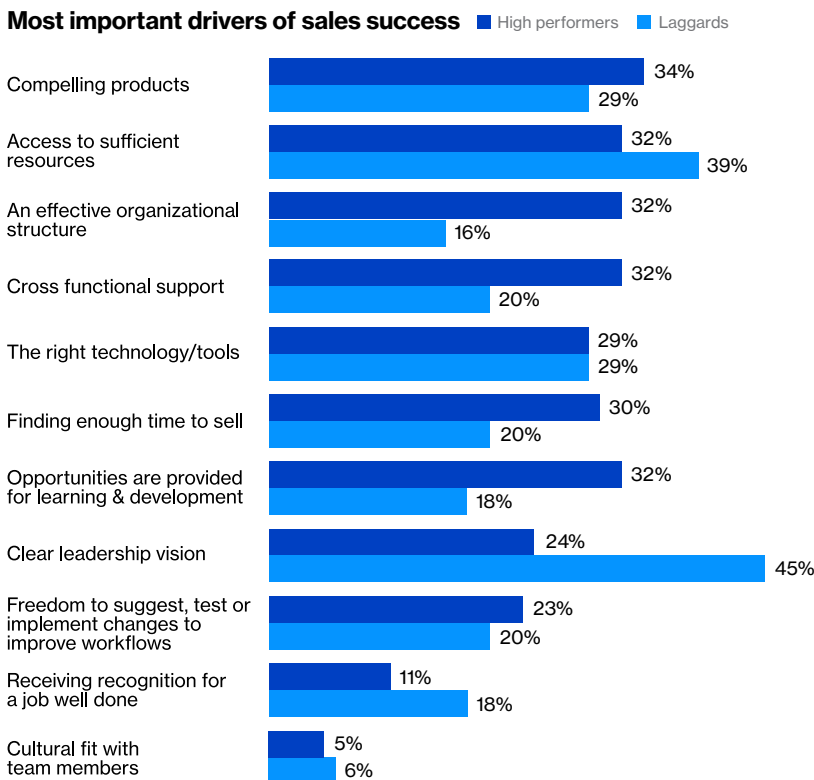 Most important drivers of sales success High performers Laggards
Compelling products
34%
29%
Access to sufficient
resources
32%
39%
An effective organizational
structure
32%
16%
Cross functional support
32%
20%
The right technology/tools
29%
29%
Finding enough time to sell
30%
20%
Opportunities are provided
for learning & development
32%
18%
Clear leadership vision
24%
45%
Freedom to suggest, test or
implement changes to
improve workflows
23%
20%
Receiving recognition for
a job well done
11%
18%
Cultural fit with
team members
5%
6%